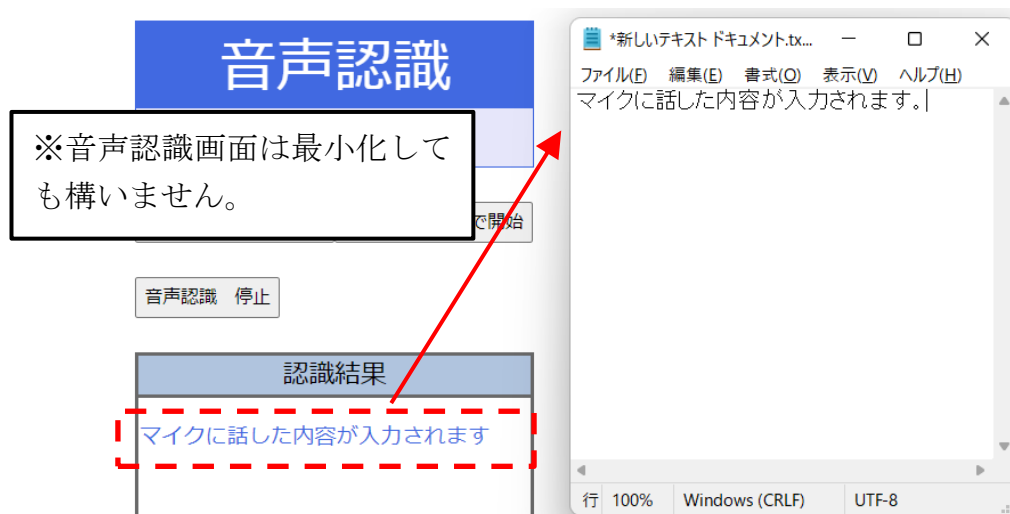 音声認識
※音声認識画面は最小化して
も構いません。
で開始
音声認識　停止
認識結果
マイクに話した内容が入力されます
*新しいテキスト ドキュメント.tx...
ファイル(F) 編集(E) 書式(O) 表示(V) ヘルプ(H)
マイクに話した内容が入力されます。
行 100% Windows (CRLF) UTF-8